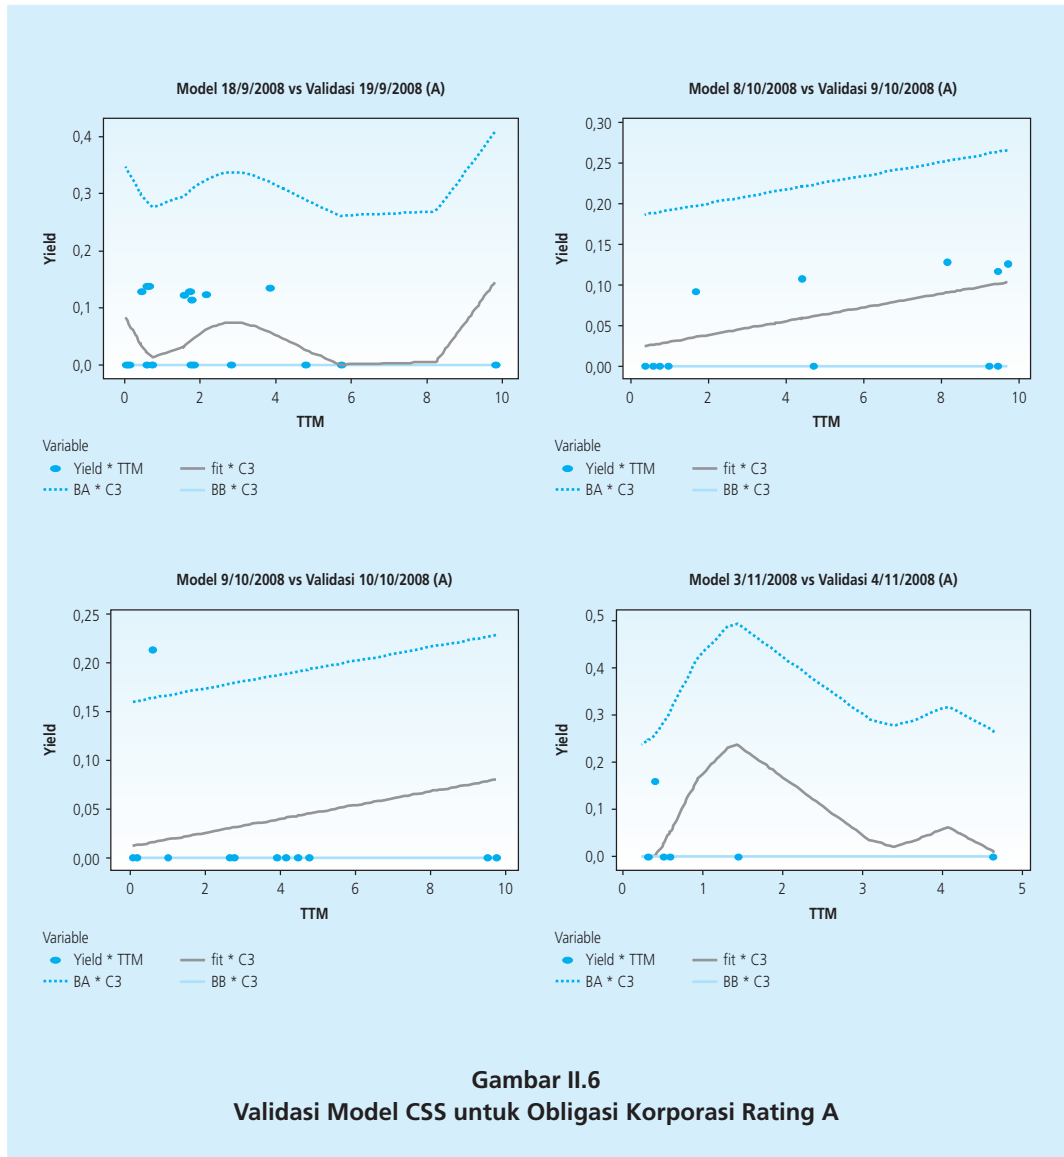 Model 18/9/2008 vs Validasi 19/9/2008 (A)
Yield
0,4
0,3
0,2
0,1
0,0
0 2 4 6 8 10
TTM
Variable
Yield * TTM fit * C3
BA * C3 BB * C3
Model 8/10/2008 vs Validasi 9/10/2008 (A)
Yield
0,30
0,25
0,20
0,15
0,10
0,05
0,00
0 2 4 6 8 10
TTM
Variable
Yield * TTM fit * C3
BA * C3 BB * C3
Model 9/10/2008 vs Validasi 10/10/2008 (A)
Yield
0,25
0,20
0,15
0,10
0,05
0,00
0 2 4 6 8 10
TTM
Variable
Yield * TTM fit * C3
BA * C3 BB * C3
Model 3/11/2008 vs Validasi 4/11/2008 (A)
Yield
0,5
0,4
0,3
0,2
0,1
0,0
0 1 2 3 4 5
TTM
Variable
Yield * TTM fit * C3
BA * C3 BB * C3
Gambar II.6
Validasi Model CSS untuk Obligasi Korporasi Rating A